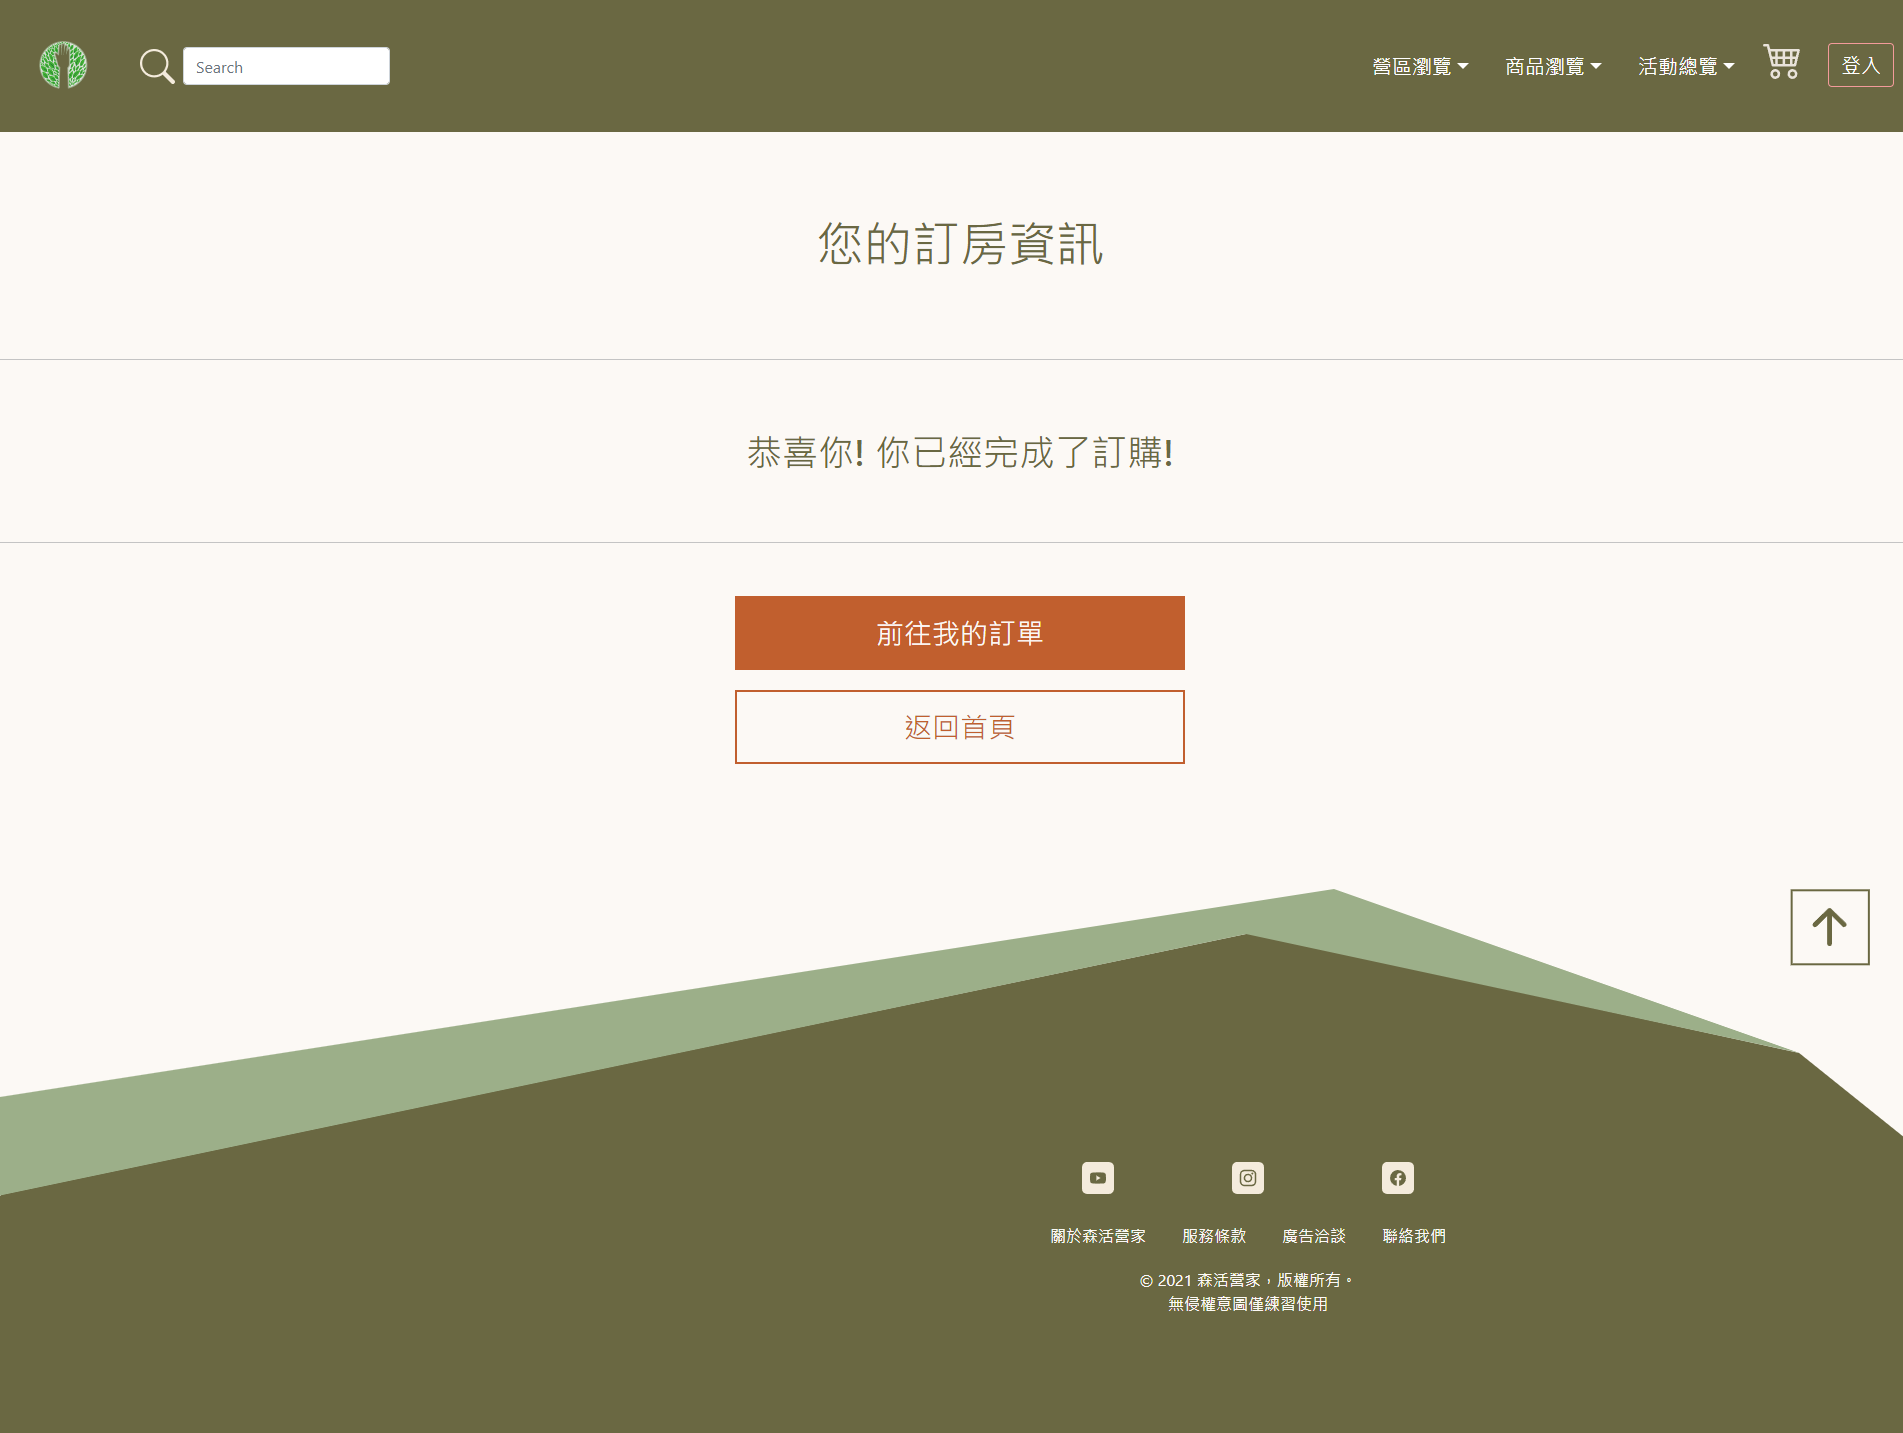 Search
營區瀏覽
商品瀏覽
活動總覽
登入
您的訂房資訊
恭喜你! 你已經完成了訂購!
前往我的訂單
返回首頁
關於森活營家
服務條款
廣告洽談
聯絡我們
© 2021 森活營家，版權所有。
無侵權意圖僅練習使用